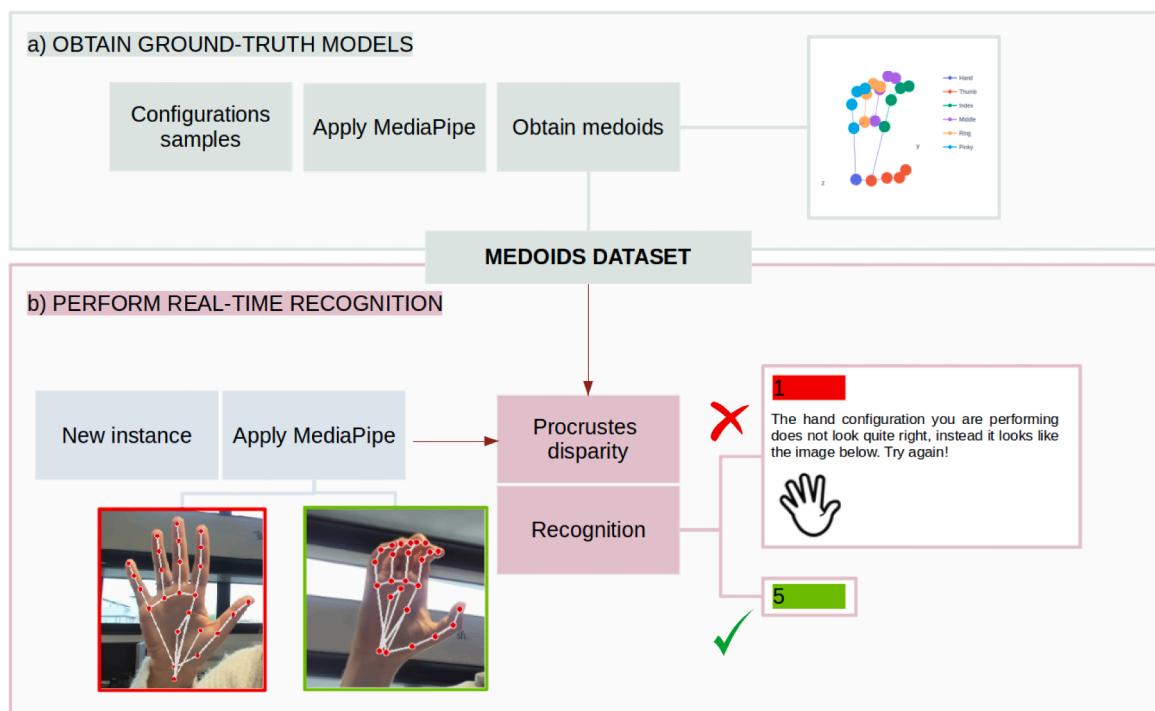 a) OBTAIN GROUND-TRUTH MODELS
Configurations
samples
Apply MediaPipe
Obtain medoids
Hand
Thumb
Index
Middle
Ring
Pinky
y
z
MEDOIDS DATASET
b) PERFORM REAL-TIME RECOGNITION
New instance
Apply MediaPipe
Procrustes
disparity
Recognition
1
The hand configuration you are performing
does not look quite right, instead it looks like
the image below. Try again!
5
sh